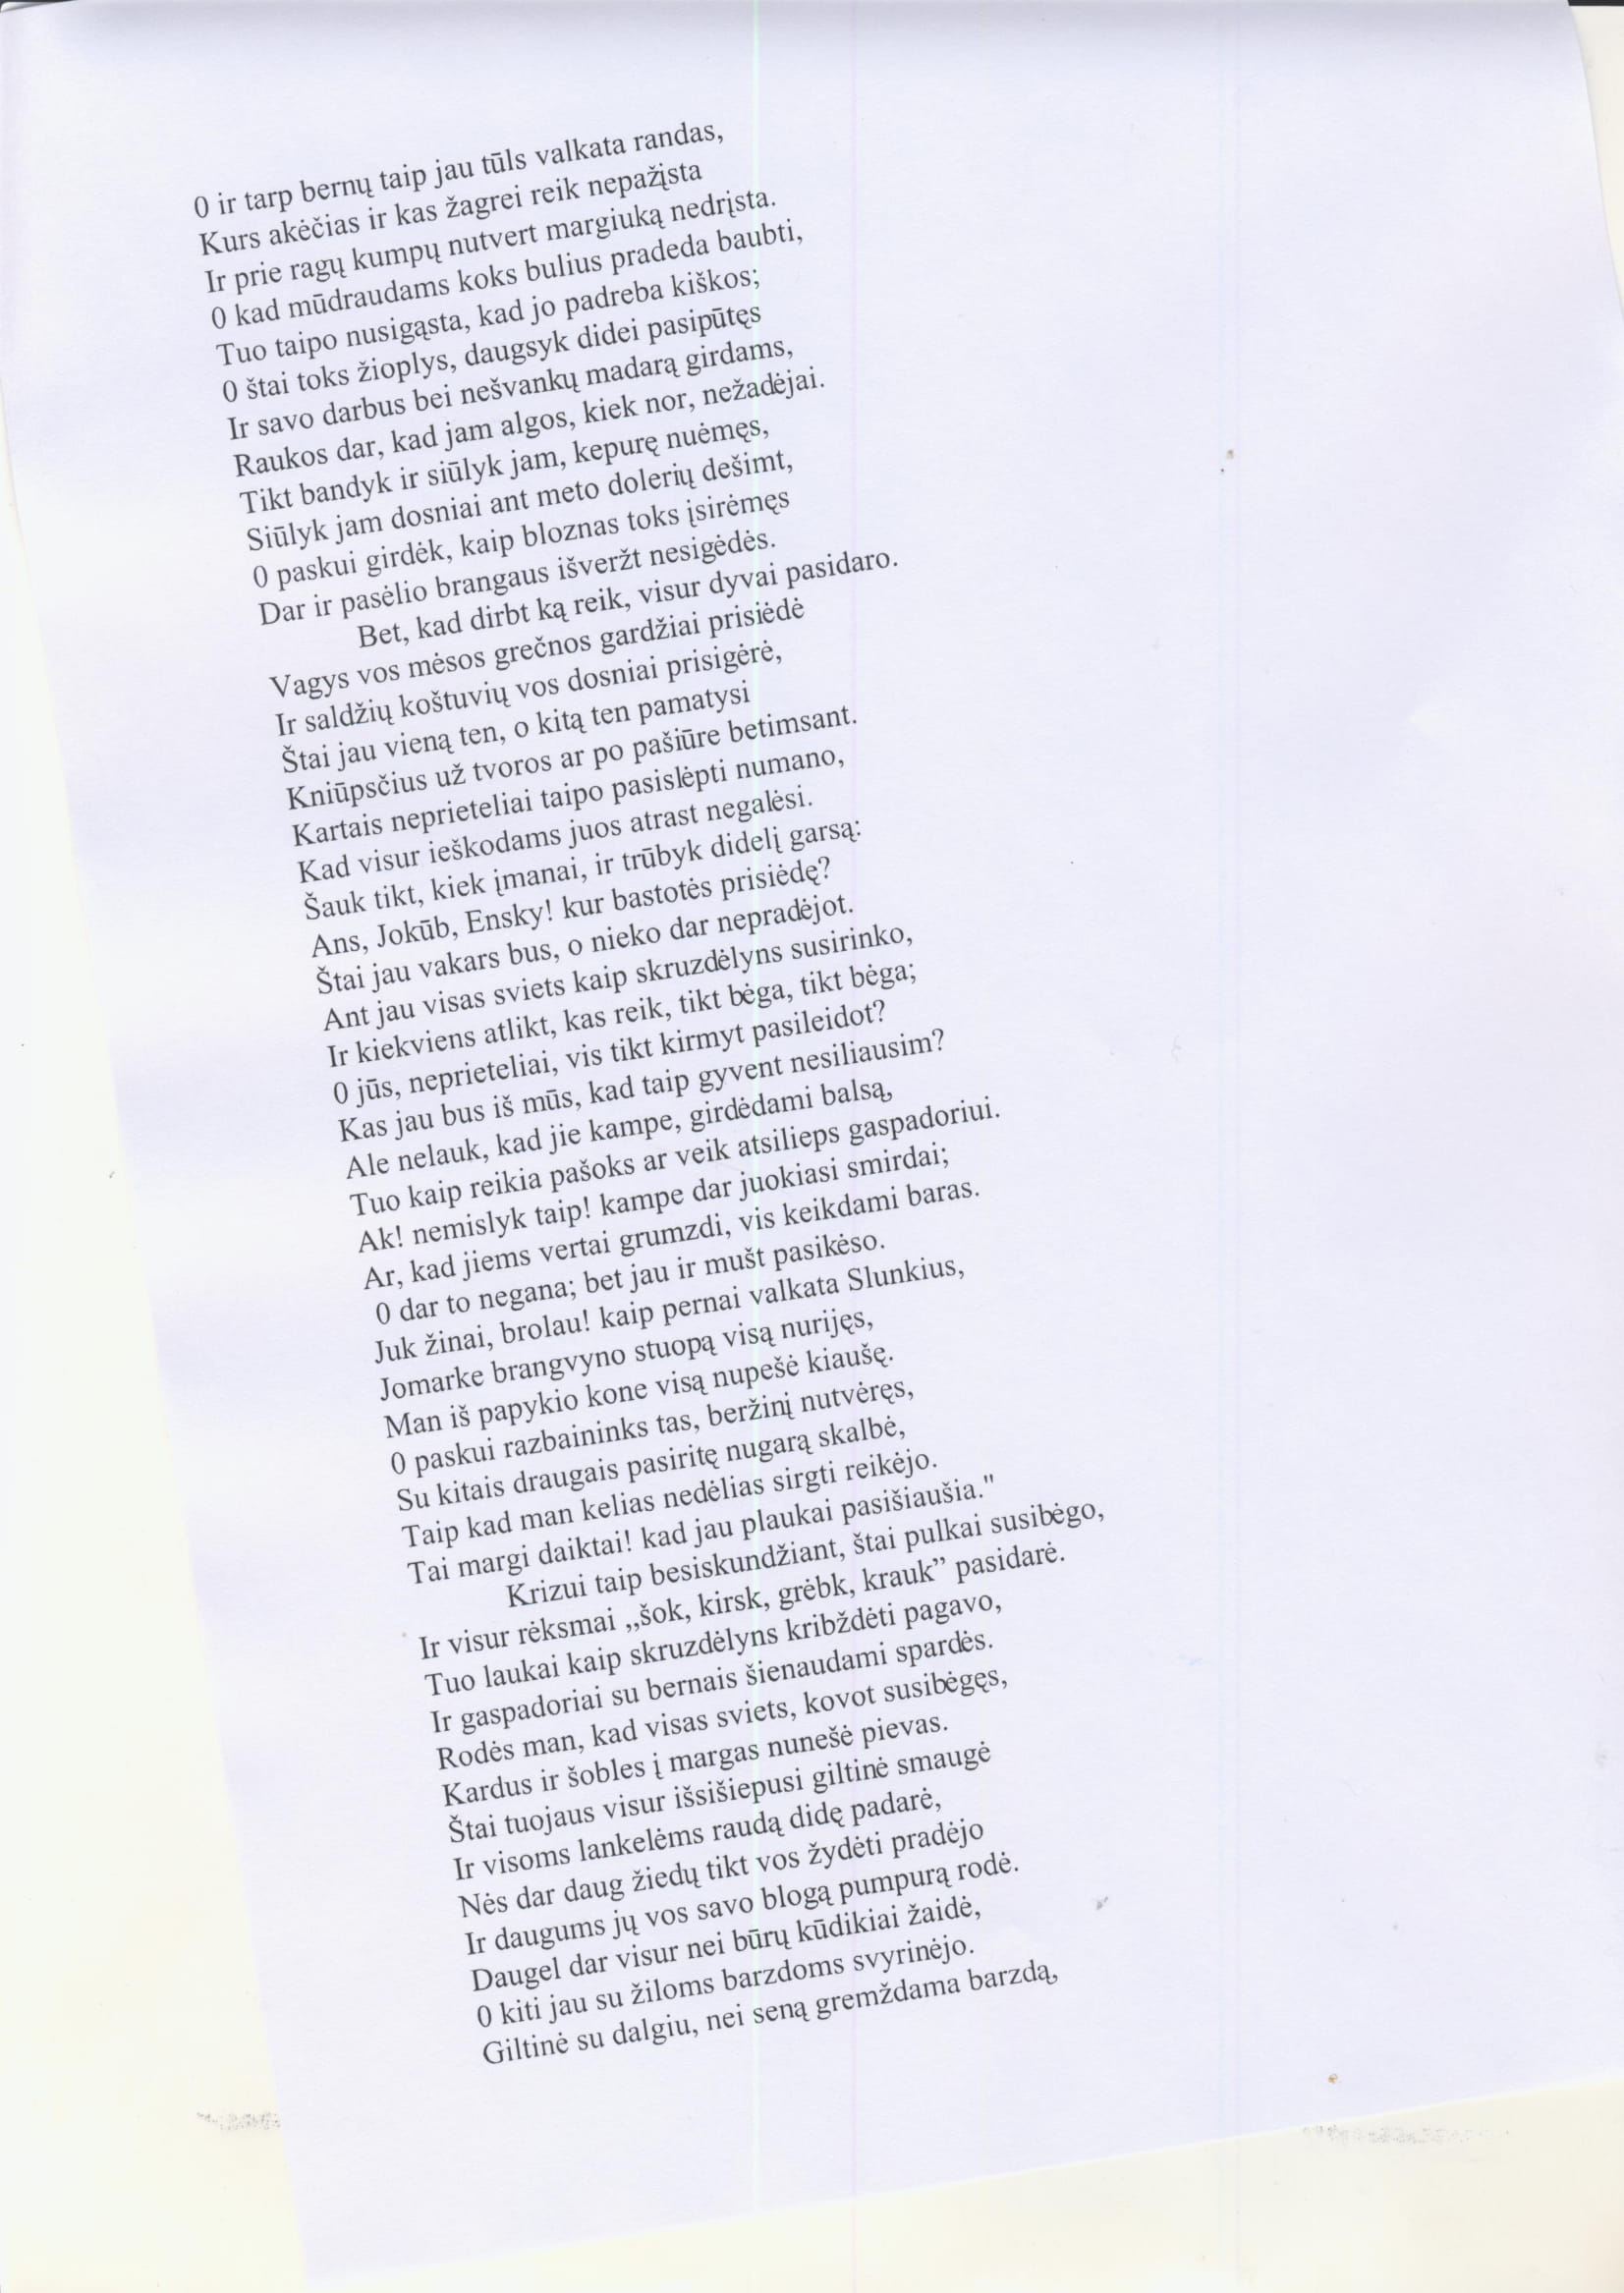 0 ir tarp bernų taip jau tūls valkata randas,
Kurs akėčias ir kas žagrei reik nepažįsta
Ir prie ragų kumpų nutvert margiuką nedrįsta.
0 kad mūdraudams koks bulius pradeda baubti,
Tuo taipo nusigąsta, kad jo padreba kiškos;
0 štai toks žioplys, daugsyk didei pasipūtęs
Ir savo darbus bei nešvankų madarą girdams,
Raukos dar, kad jam algos, kiek nor, nežadėjai.
Tikt bandyk ir siūlyk jam, kepurę nuėmęs,
Siūlyk jam dosniai ant meto dolerių dešimt,
0 paskui girdėk, kaip bloznas toks įsirėmęs
Dar ir pasėlio brangaus išveržt nesigėdės.
Bet, kad dirbt ką reik, visur dyvai pasidaro.
Vagys vos mėsos grečnos gardžiai prisiėdė
Ir saldžių koštuvių vos dosniai prisigėrė,
Štai jau vieną ten, o kitą ten pamatysi
Kniūpsčius už tvoros ar po pašiūre betimsant.
Kartais neprieteliai taipo pasislėpti numano,
Kad visur ieškodams juos atrast negalėsi.
Šauk tikt, kiek įmanai, ir trūbyk didelį garsą:
Ans, Jokūb, Ensky! kur bastotės prisiėdę?
Štai jau vakars bus, o nieko dar nepradėjot.
Ant jau visas sviets kaip skruzdėlyns susirinko,
Ir kiekviens atlikt, kas reik, tikt bėga, tikt bėga;
0 jūs, neprieteliai, vis tikt kirmyt pasileidot?
Kas jau bus iš mūs, kad taip gyvent nesiliausim?
Ale nelauk, kad jie kampe, girdėdami balsą,
Tuo kaip reikia pašoks ar veik atsilieps gaspadoriui.
Ak! nemislyk taip! kampe dar juokiasi smirdai;
Ar, kad jiems vertai grumzdi, vis keikdami baras.
0 dar to negana; bet jau ir mušt pasikėso.
Juk žinai, brolau! kaip pernai valkata Slunkius,
Jomarke brangvyno stuopą visą nurijęs,
Man iš papykio kone visą nupešė kiaušę.
0 paskui razbaininks tas, beržinį nutvėręs,
Su kitais draugais pasiritę nugarą skalbė,
Taip kad man kelias nedėlias sirgti reikėjo.
Tai margi daiktai! kad jau plaukai pasišiaušia."
Krizui taip besiskundžiant, štai pulkai susibėgo,
Ir visur rėksmai „šok, kirsk, grėbk, krauk” pasidarė.
Tuo laukai kaip skruzdėlyns kribždėti pagavo,
Ir gaspadoriai su bernais šienaudami spardės.
Rodės man, kad visas sviets, kovot susibėgęs,
Kardus ir šobles į margas nunešė pievas.
Štai tuojaus visur išsišiepusi giltinė smaugė
Ir visoms lankelėms raudą didę padarė,
Nės dar daug žiedų tikt vos žydėti pradėjo
Ir daugums jų vos savo blogą pumpurą rodė.
Daugel dar visur nei būrų kūdikiai žaidė,
0 kiti jau su žiloms barzdoms svyrinėjo.
Giltinė su dalgiu, nei seną gremždama barzdą,